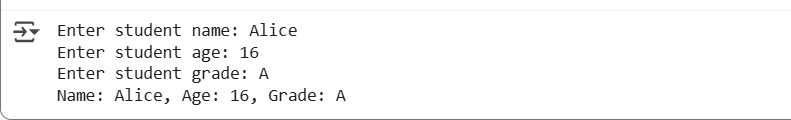 Enter student name: Alice
Enter student age: 16
Enter student grade: A
Name: Alice, Age: 16, Grade: A